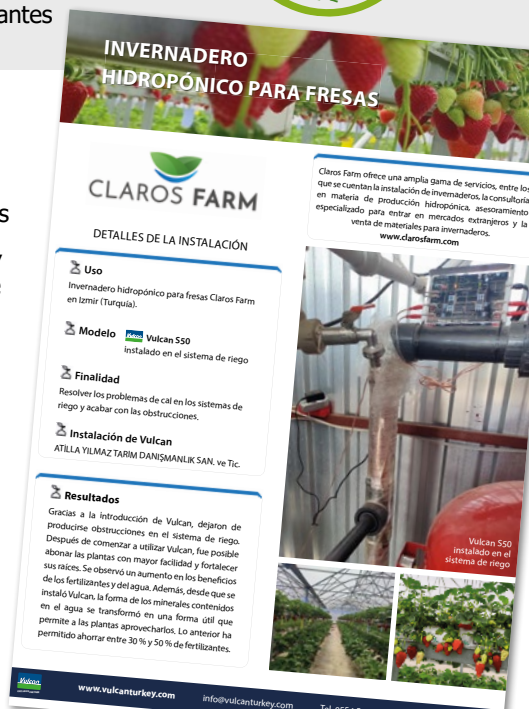 antes
s
INVERNADERO
HIDROPÓNICO PARA FRESAS
CLAROS FARM
DETALLES DE LA INSTALACIÓN
Claros Farm ofrece una amplia gama de servicios, entre los
que se cuentan la instalación de invernaderos, la consultoría
en materia de producción hidropónica, asesoramiento
especializado para entrar en mercados extranjeros y la
venta de materiales para invernaderos.
www.clarosfarm.com
Uso
Invernadero hidropónico para fresas Claros Farm
en Izmir (Turquía).
Modelo Vulcan Vulcan S50
instalado en el sistema de riego
Finalidad
Resolver los problemas de cal en los sistemas de
riego y acabar con las obstrucciones.
Instalación de Vulcan
ATİLLA YILMAZ TARIM DANIŞMANLIK SAN. ve Tic.
Resultados
Gracias a la introducción de Vulcan, dejaron de
producirse obstrucciones en el sistema de riego.
Después de comenzar a utilizar Vulcan, fue posible
abonar las plantas con mayor facilidad y fortalecer
sus raíces. Se observó un aumento en los beneficios
de los fertilizantes y del agua. Además, desde que se
instaló Vulcan, la forma de los minerales contenidos
en el agua se transformó en una forma útil que
permite a las plantas aprovecharlos. Lo anterior ha
permitido ahorrar entre 30 % y 50 % de fertilizantes.
Vulcan S50
instalado en el
sistema de riego
Vulcan
www.vulcanturkey.com info@vulcanturkey.com Tel.